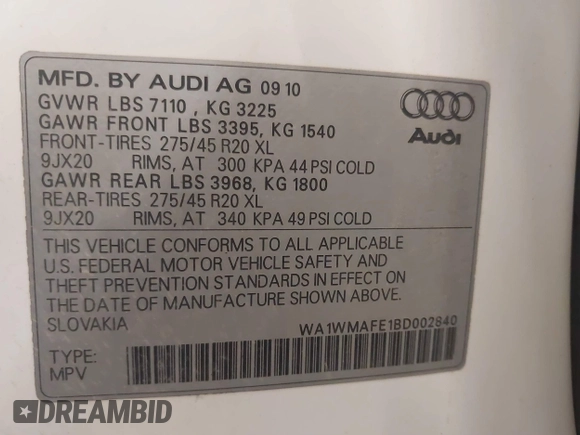 MFD. BY AUDI AG 09 10
GVWR LBS 7110 , KG 3225
GAWR FRONT LBS 3395, KG 1540
FRONT-TIRES 275/45 R20 XL
9JX20 RIMS, AT 300 KPA 44 PSI COLD
GAWR REAR LBS 3968, KG 1800
REAR-TIRES 275/45 R20 XL
9JX20 RIMS, AT 340 KPA 49 PSI COLD
Audi
THIS VEHICLE CONFORMS TO ALL APPLICABLE
U.S. FEDERAL MOTOR VEHICLE SAFETY AND
THEFT PREVENTION STANDARDS IN EFFECT ON
THE DATE OF MANUFACTURE SHOWN ABOVE.
SLOVAKIA
WA1WMAFE1BD002840
TYPE:
MPV
DREAMBID